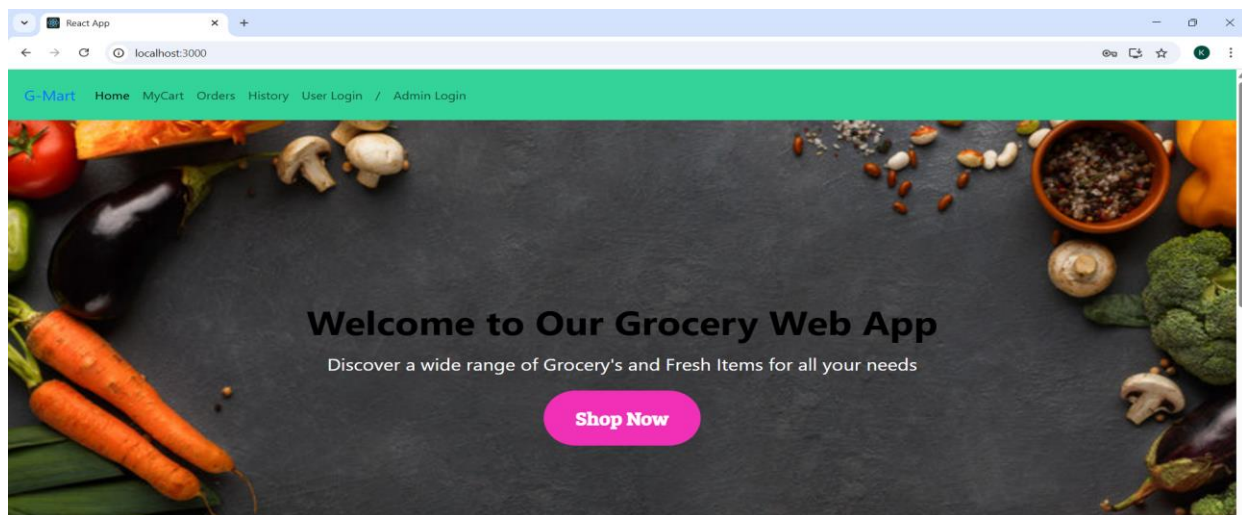 React App
localhost:3000
K
G-Mart Home MyCart Orders History User Login / Admin Login
Welcome to Our Grocery Web App
Discover a wide range of Grocery's and Fresh Items for all your needs
Shop Now